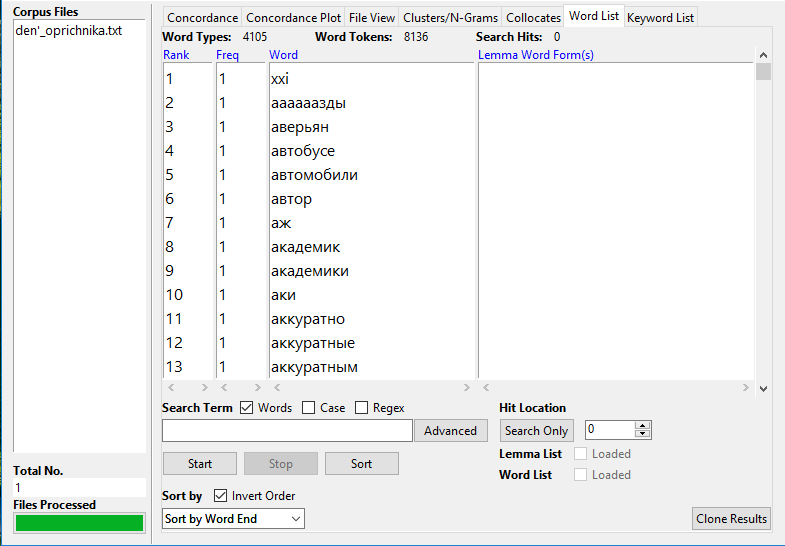 Corpus Files
den'_oprichnika.txt
Concordance Concordance Plot File View Clusters/N-Grams Collocates Word List Keyword List
Word Types: 4105 Word Tokens: 8136 Search Hits: 0
Rank Freq Word Lemma Word Form(s)
1 1 xxi
2 1 аааааазды
3 1 аверьян
4 1 автобусе
5 1 автомобили
6 1 автор
7 1 аж
8 1 академик
9 1 академики
10 1 аки
11 1 аккуратно
12 1 аккуратные
13 1 аккуратным
Search Term Words Case Regex Hit Location
Advanced Search Only 0
Start Stop Sort Lemma List Loaded
Word List Loaded
Total No.
1
Files Processed
Sort by Invert Order
Sort by Word End Clone Results